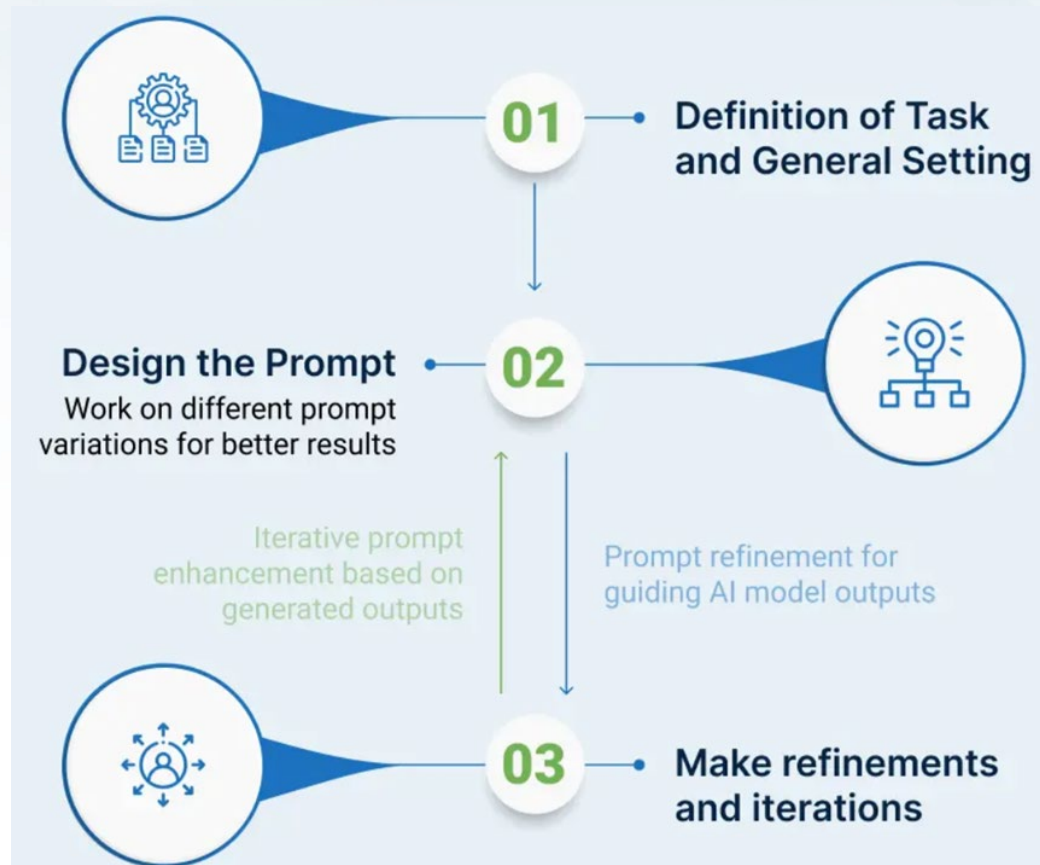 01
Definition of Task
and General Setting
Design the Prompt
Work on different prompt
variations for better results
02
Iterative prompt
enhancement based on
generated outputs
Prompt refinement for
guiding AI model outputs
03
Make refinements
and iterations